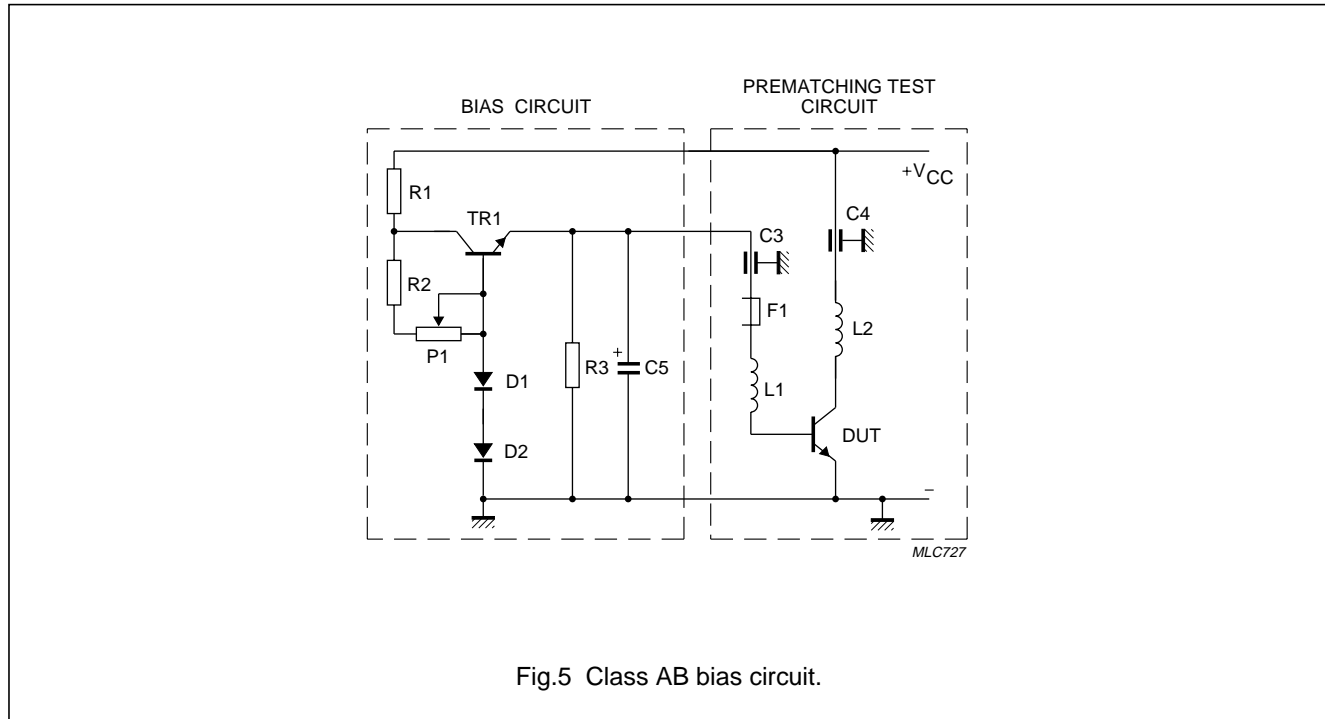 PREMATCHING TEST
CIRCUIT
BIAS CIRCUIT
+VCC
R1
TR1
C4
C3
R2
F1
L2
P1
+
R3
C5
D1
L1
D2
DUT
−
MLC727
Fig.5 Class AB bias circuit.